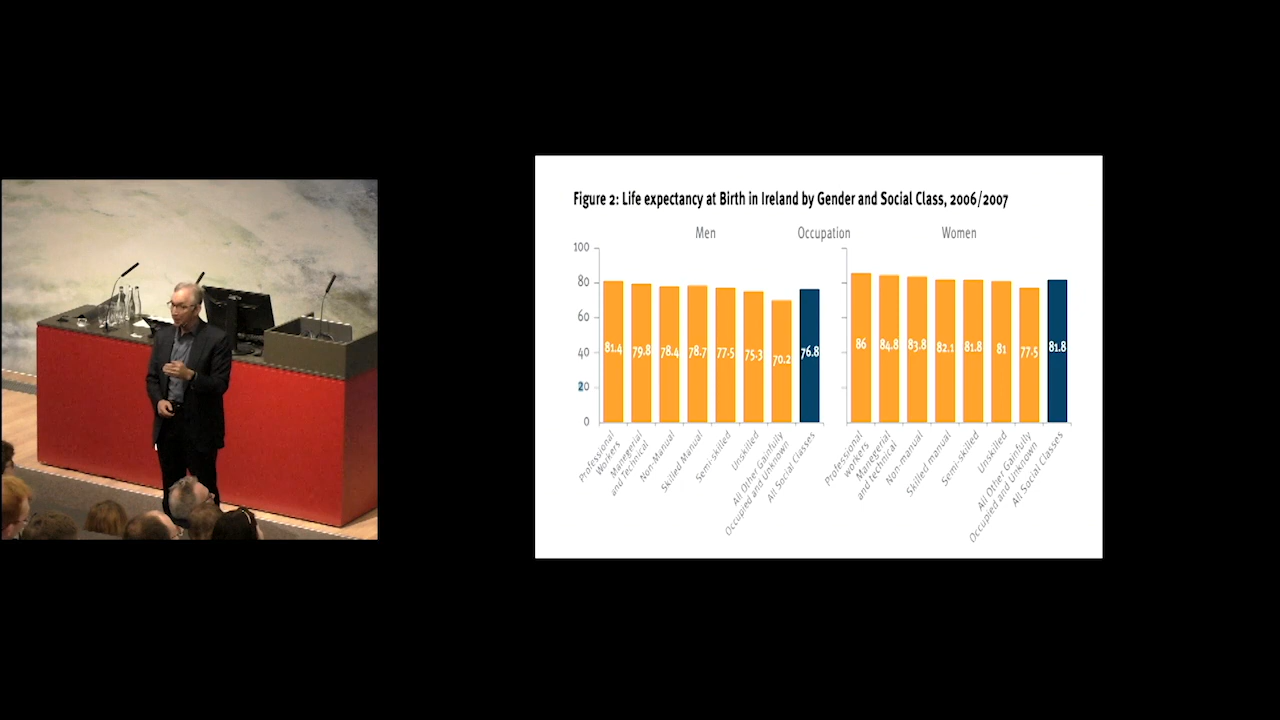 Figure 2: Life expectancy at Birth in Ireland by Gender and Social Class, 2006/2007
Men
Occupation
Women
100
80
60
40
20
0
81.4
79.8
78.4
78.7
77.5
75.3
70.2
76.8
86
84.8
83.8
82.1
81.8
81
77.5
81.8
Professional
Workers
Managerial
and Technical
Non-Manual
Skilled Manual
Semi-skilled
Unskilled
All Other Gainfully
Occupied and Unknown
All Social Classes
Professional
workers
Managerial
and technical
Non-manual
Skilled manual
Semi-skilled
Unskilled
All Other Gainfully
Occupied and Unknown
All Social Classes